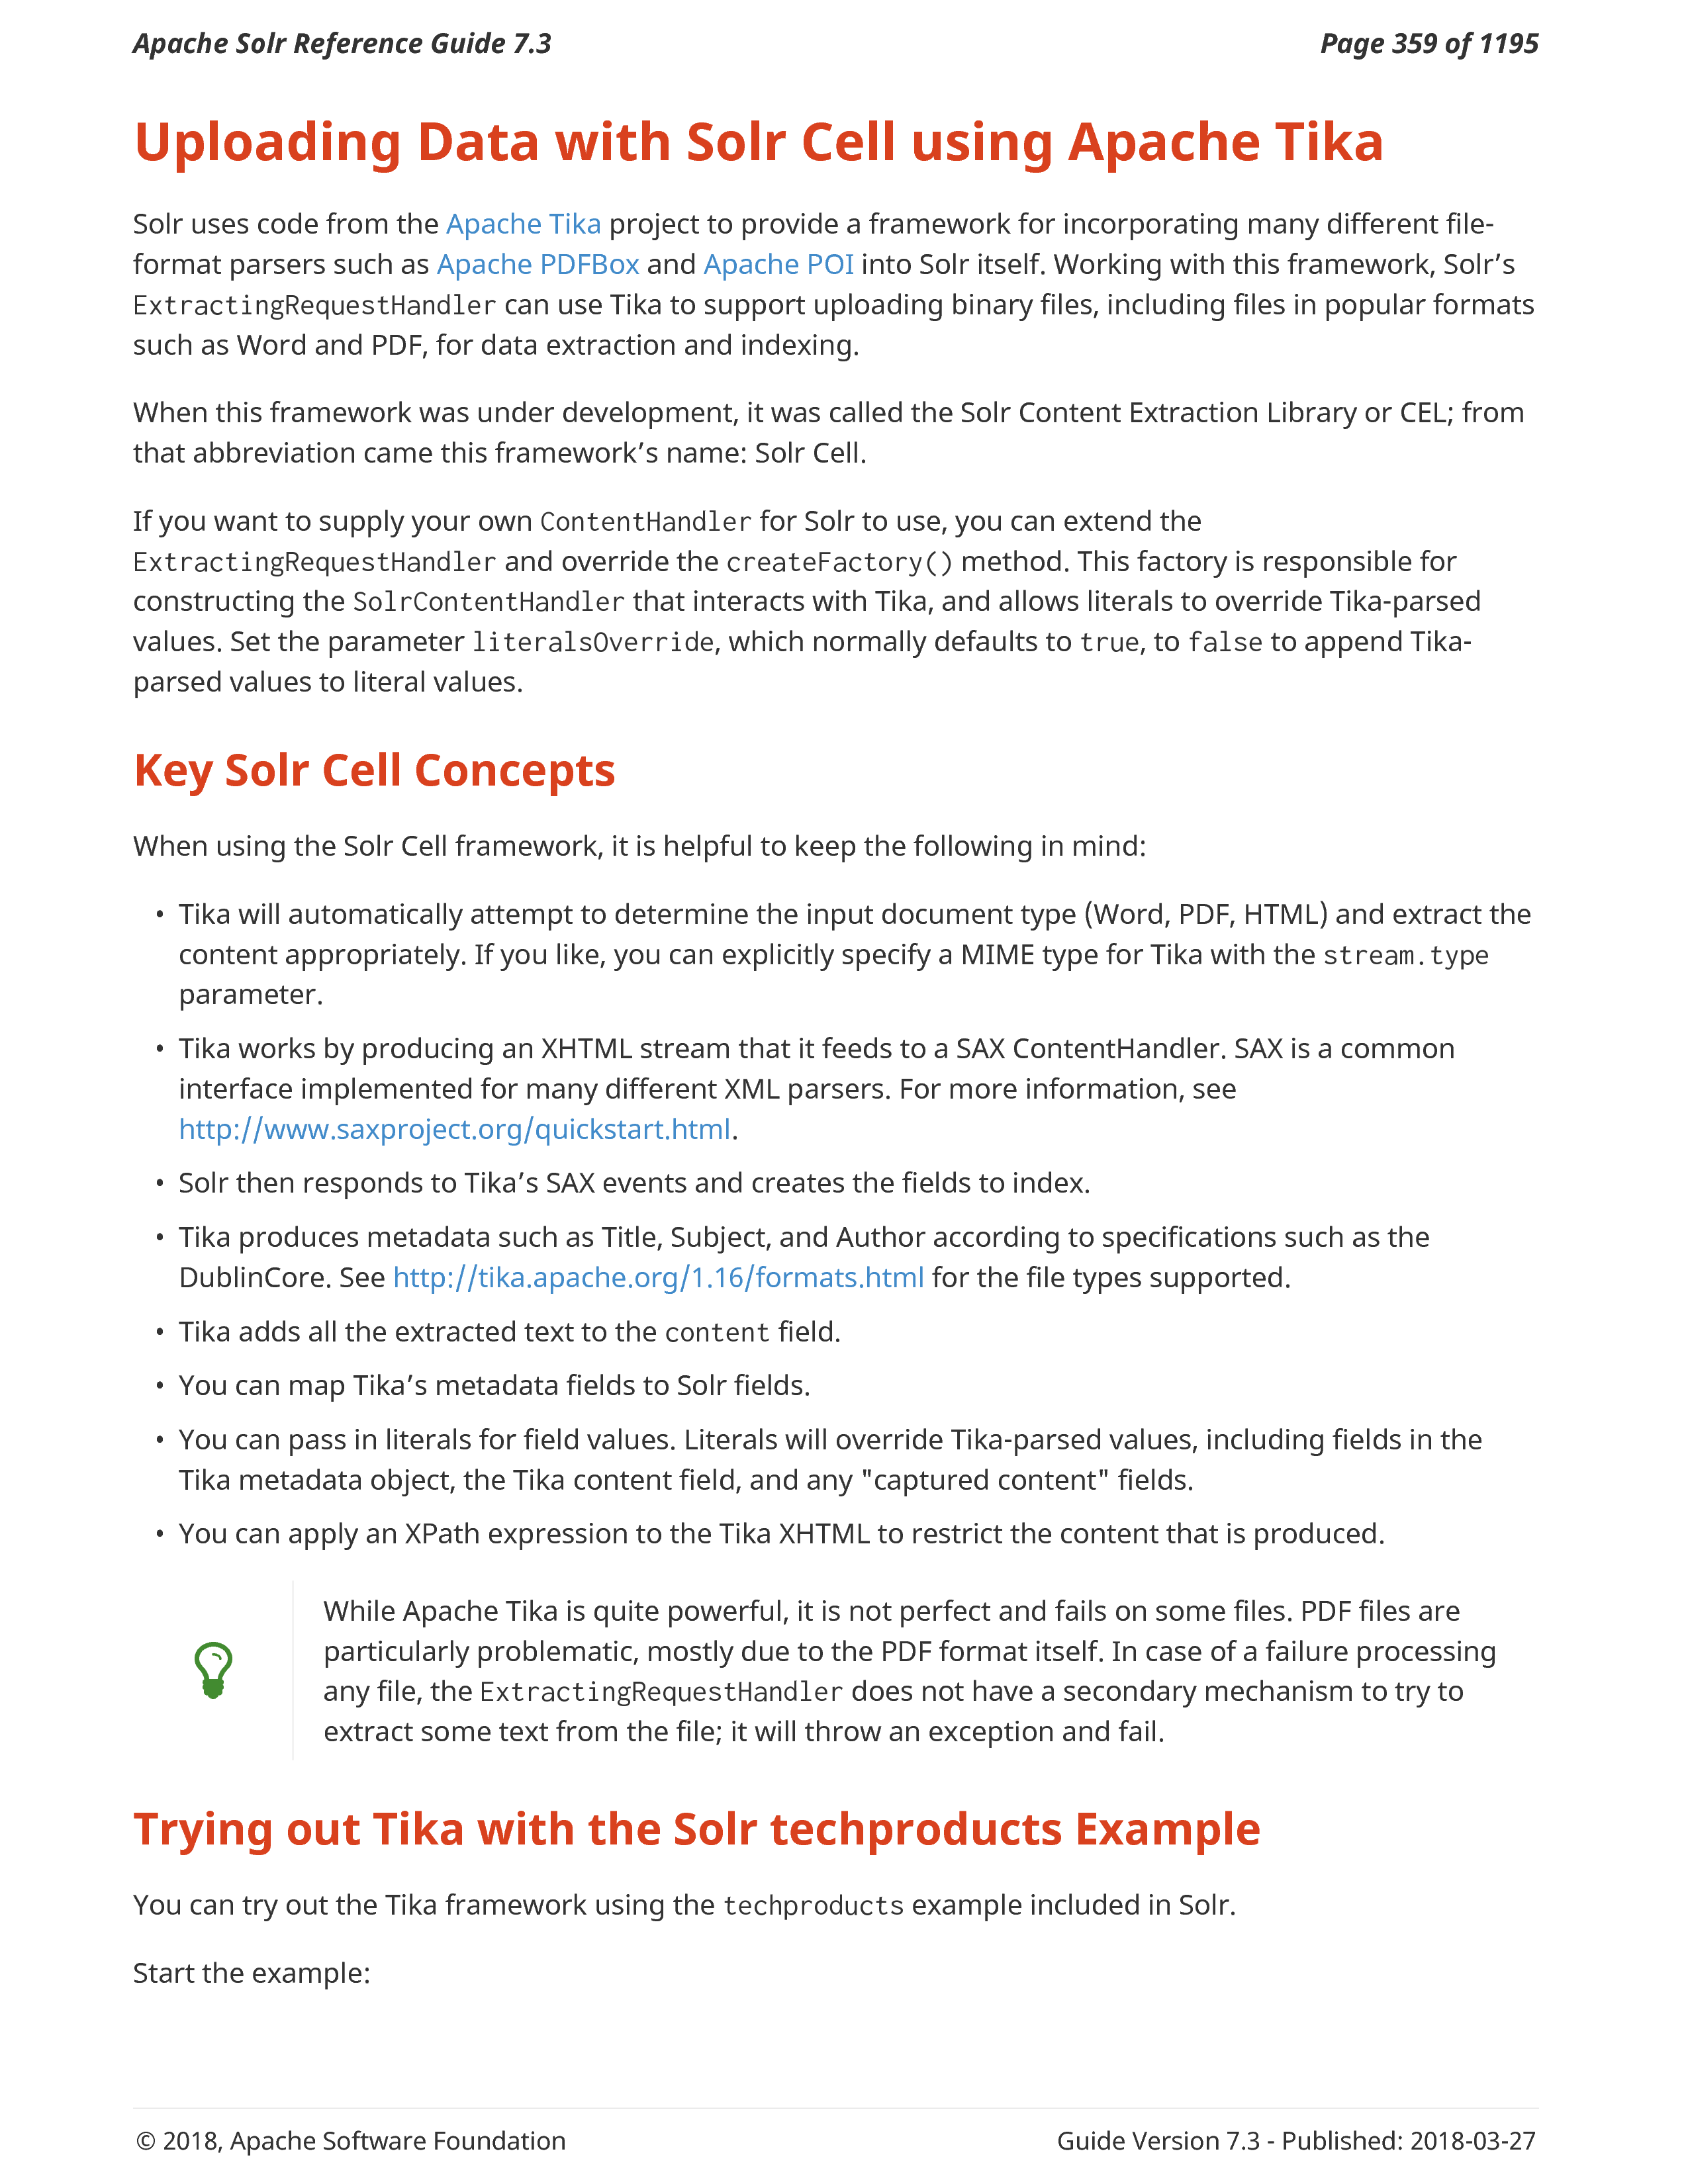 Apache Solr Reference Guide 7.3
Page 359 of 1195
Uploading Data with Solr Cell using Apache Tika
Solr uses code from the Apache Tika project to provide a framework for incorporating many different file-
format parsers such as Apache PDFBox and Apache POI into Solr itself. Working with this framework, Solr’s
ExtractingRequestHandler can use Tika to support uploading binary files, including files in popular formats
such as Word and PDF, for data extraction and indexing.
When this framework was under development, it was called the Solr Content Extraction Library or CEL; from
that abbreviation came this framework’s name: Solr Cell.
If you want to supply your own ContentHandler for Solr to use, you can extend the
ExtractingRequestHandler and override the createFactory() method. This factory is responsible for
constructing the SolrContentHandler that interacts with Tika, and allows literals to override Tika-parsed
values. Set the parameter literalsOverride, which normally defaults to true, to false to append Tika-
parsed values to literal values.
Key Solr Cell Concepts
When using the Solr Cell framework, it is helpful to keep the following in mind:
• Tika will automatically attempt to determine the input document type (Word, PDF, HTML) and extract the
content appropriately. If you like, you can explicitly specify a MIME type for Tika with the stream.type
parameter.
• Tika works by producing an XHTML stream that it feeds to a SAX ContentHandler. SAX is a common
interface implemented for many different XML parsers. For more information, see
http://www.saxproject.org/quickstart.html.
• Solr then responds to Tika’s SAX events and creates the fields to index.
• Tika produces metadata such as Title, Subject, and Author according to specifications such as the
DublinCore. See http://tika.apache.org/1.16/formats.html for the file types supported.
• Tika adds all the extracted text to the content field.
• You can map Tika’s metadata fields to Solr fields.
• You can pass in literals for field values. Literals will override Tika-parsed values, including fields in the
Tika metadata object, the Tika content field, and any "captured content" fields.
• You can apply an XPath expression to the Tika XHTML to restrict the content that is produced.
While Apache Tika is quite powerful, it is not perfect and fails on some files. PDF files are
particularly problematic, mostly due to the PDF format itself. In case of a failure processing
any file, the ExtractingRequestHandler does not have a secondary mechanism to try to
extract some text from the file; it will throw an exception and fail.
Trying out Tika with the Solr techproducts Example
You can try out the Tika framework using the techproducts example included in Solr.
Start the example:
© 2018, Apache Software Foundation
Guide Version 7.3 - Published: 2018-03-27